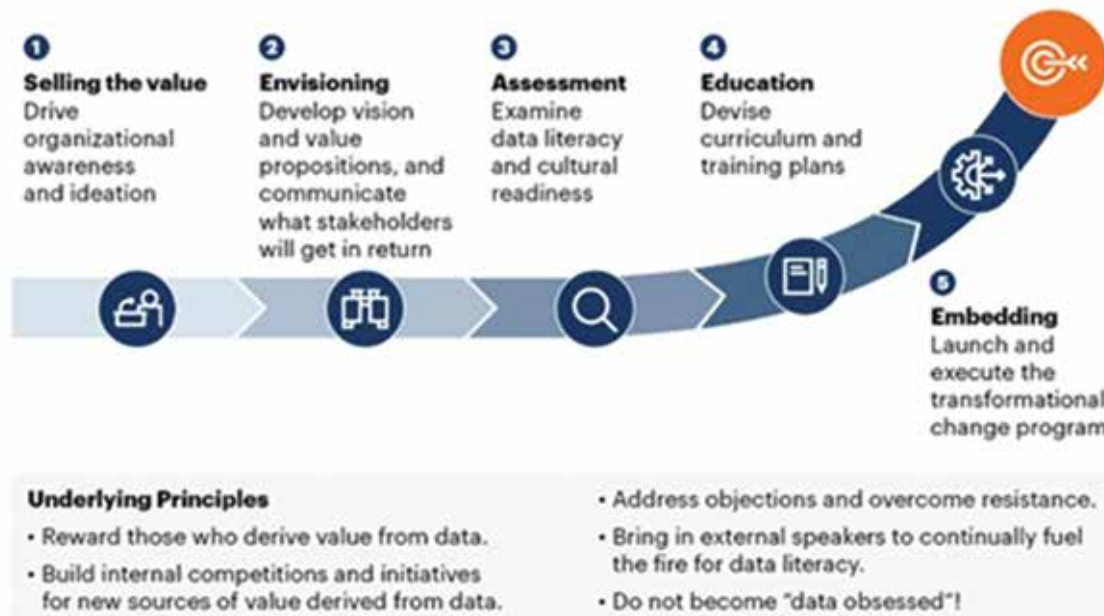 1
Selling the value
Drive
organizational
awareness
and ideation
2
Envisioning
Develop vision
and value
propositions, and
communicate
what stakeholders
will get in return
3
Assessment
Examine
data literacy
and cultural
readiness
4
Education
Devise
curriculum and
training plans
5
Embedding
Launch and
execute the
transformational
change program
Underlying Principles
• Reward those who derive value from data.
• Build internal competitions and initiatives
for new sources of value derived from data.
• Address objections and overcome resistance.
• Bring in external speakers to continually fuel
the fire for data literacy.
• Do not become "data obsessed"!